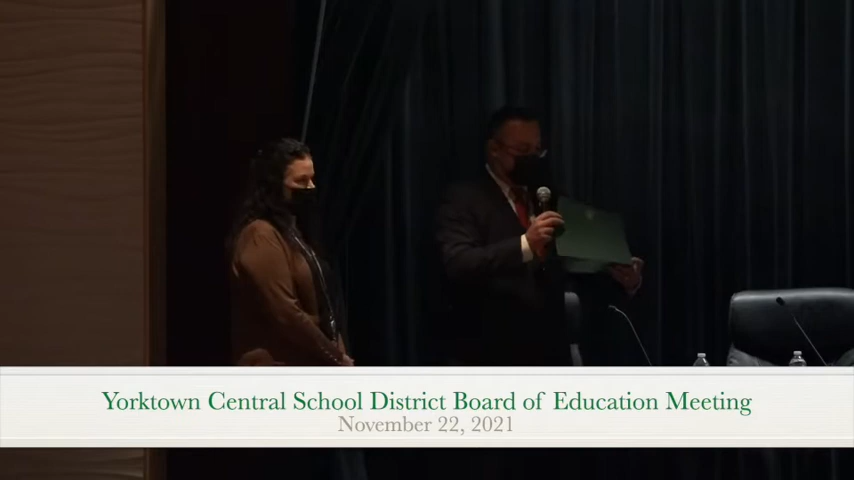 Yorktown Central School District Board of Education Meeting
November 22, 2021